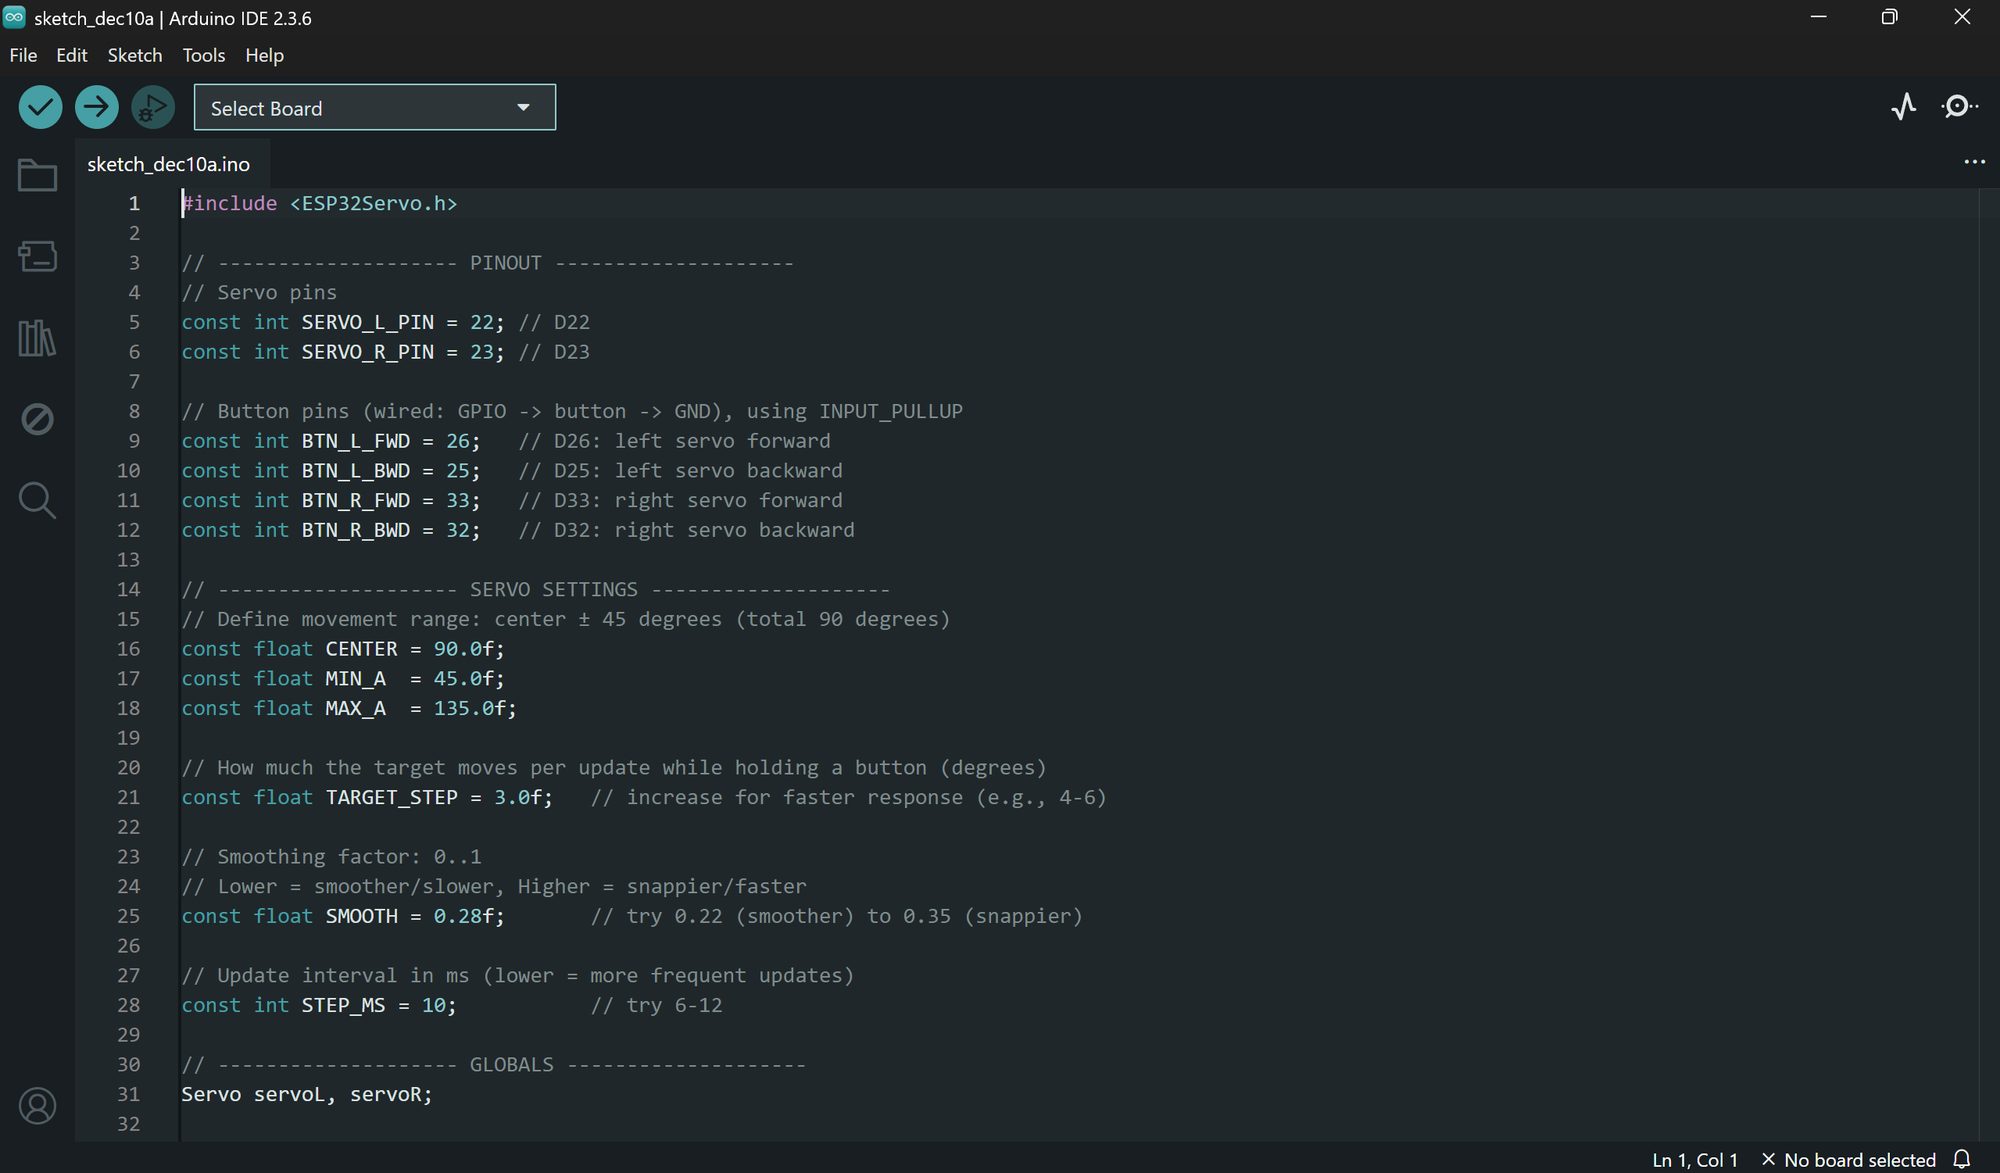 sketch_dec10a | Arduino IDE 2.3.6
File Edit Sketch Tools Help
Select Board
sketch_dec10a.ino
1 #include <ESP32Servo.h>
2
3 // -------------------- PINOUT --------------------
4 // Servo pins
5 const int SERVO_L_PIN = 22; // D22
6 const int SERVO_R_PIN = 23; // D23
7
8 // Button pins (wired: GPIO -> button -> GND), using INPUT_PULLUP
9 const int BTN_L_FWD = 26;   // D26: left servo forward
10 const int BTN_L_BWD = 25;   // D25: left servo backward
11 const int BTN_R_FWD = 33;   // D33: right servo forward
12 const int BTN_R_BWD = 32;   // D32: right servo backward
13
14 // -------------------- SERVO SETTINGS --------------------
15 // Define movement range: center ± 45 degrees (total 90 degrees)
16 const float CENTER = 90.0f;
17 const float MIN_A  = 45.0f;
18 const float MAX_A  = 135.0f;
19
20 // How much the target moves per update while holding a button (degrees)
21 const float TARGET_STEP = 3.0f;   // increase for faster response (e.g., 4-6)
22
23 // Smoothing factor: 0..1
24 // Lower = smoother/slower, Higher = snappier/faster
25 const float SMOOTH = 0.28f;       // try 0.22 (smoother) to 0.35 (snappier)
26
27 // Update interval in ms (lower = more frequent updates)
28 const int STEP_MS = 10;           // try 6-12
29
30 // -------------------- GLOBALS --------------------
31 Servo servoL, servoR;
32
Ln 1, Col 1 × No board selected